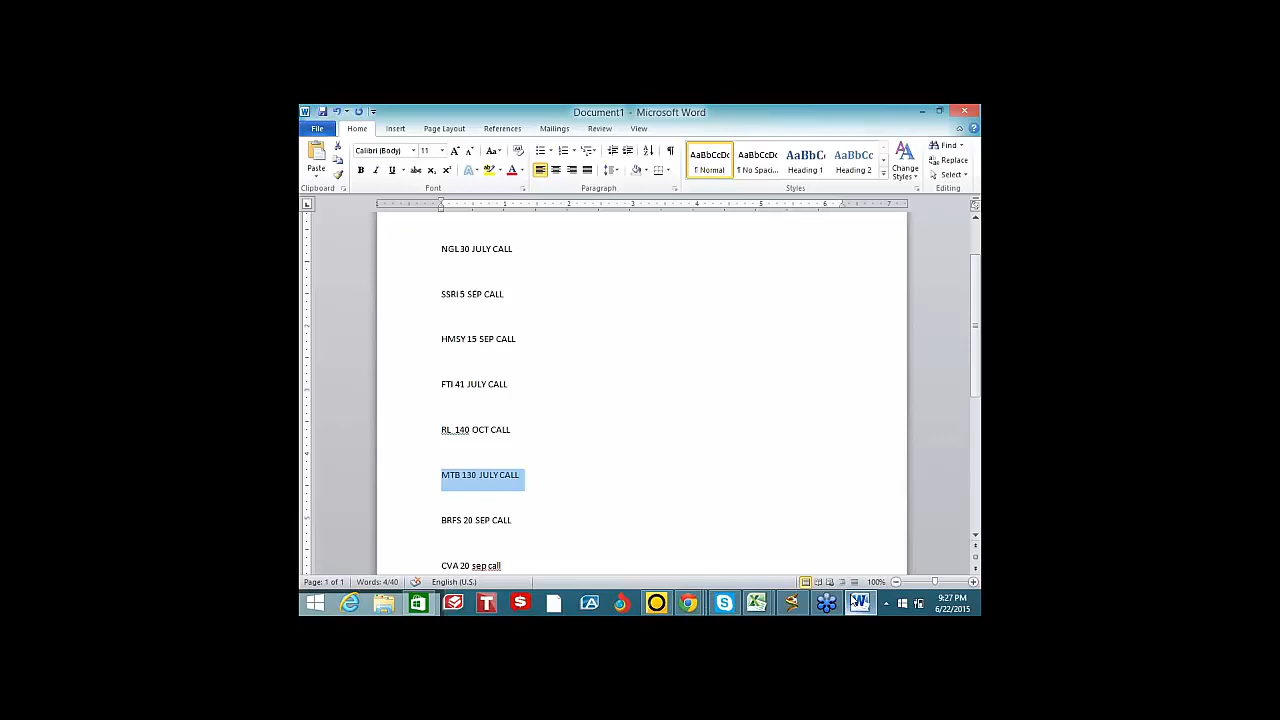 Document1 - Microsoft Word
File Home Insert Page Layout References Mailings Review View
Paste
Clipboard
Calibri (Body) 11
Font
Paragraph
AaBbCcDc AaBbCcDc AaBbC AaBbCc
¶ Normal ¶ No Spaci... Heading 1 Heading 2
Change Styles
Styles
Find
Replace
Select
Editing
NGL 30 JULY CALL
SSRI 5 SEP CALL
HMSY 15 SEP CALL
FTI 41 JULY CALL
RL 140 OCT CALL
MTB 130 JULY CALL
BRFS 20 SEP CALL
CVA 20 sep call
Page: 1 of 1 Words: 4/40 English (U.S.) 100%
9:27 PM
6/22/2015